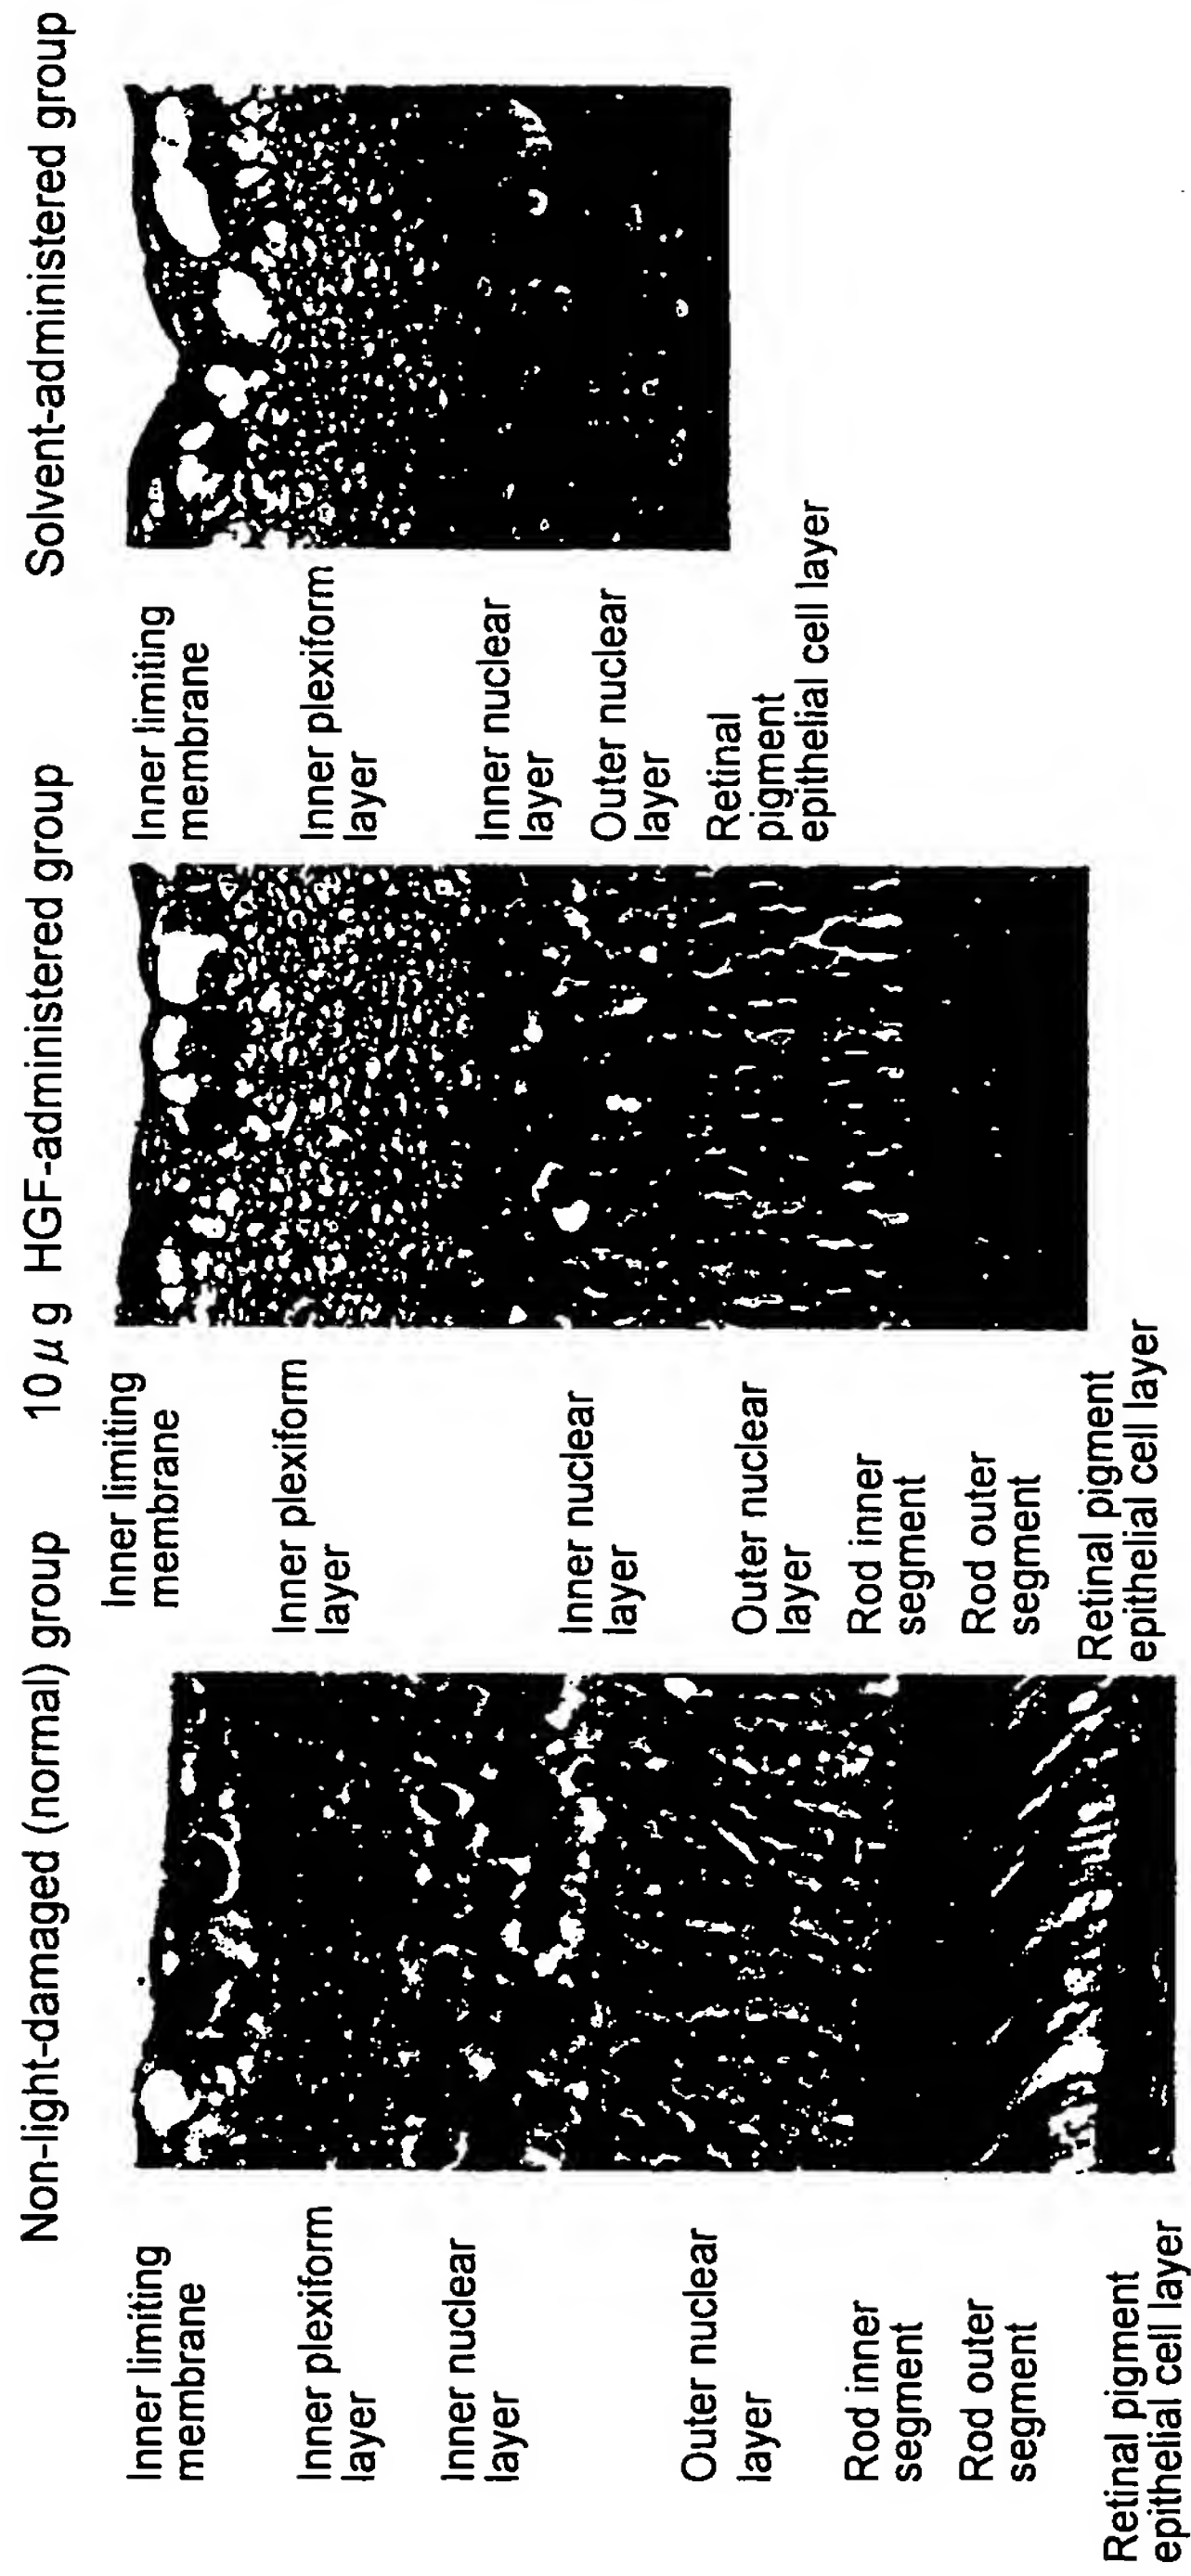 Non-light-damaged (normal) group
Inner limiting
membrane
Inner plexiform
layer
Inner nuclear
layer
Outer nuclear
layer
Rod inner
segment
Rod outer
segment
Retinal pigment
epithelial cell layer
10μg HGF-administered group
Inner limiting
membrane
Inner plexiform
layer
Inner nuclear
layer
Outer nuclear
layer
Rod inner
segment
Rod outer
segment
Retinal pigment
epithelial cell layer
Solvent-administered group
Inner limiting
membrane
Inner plexiform
layer
Inner nuclear
layer
Outer nuclear
layer
Retinal
pigment
epithelial cell layer